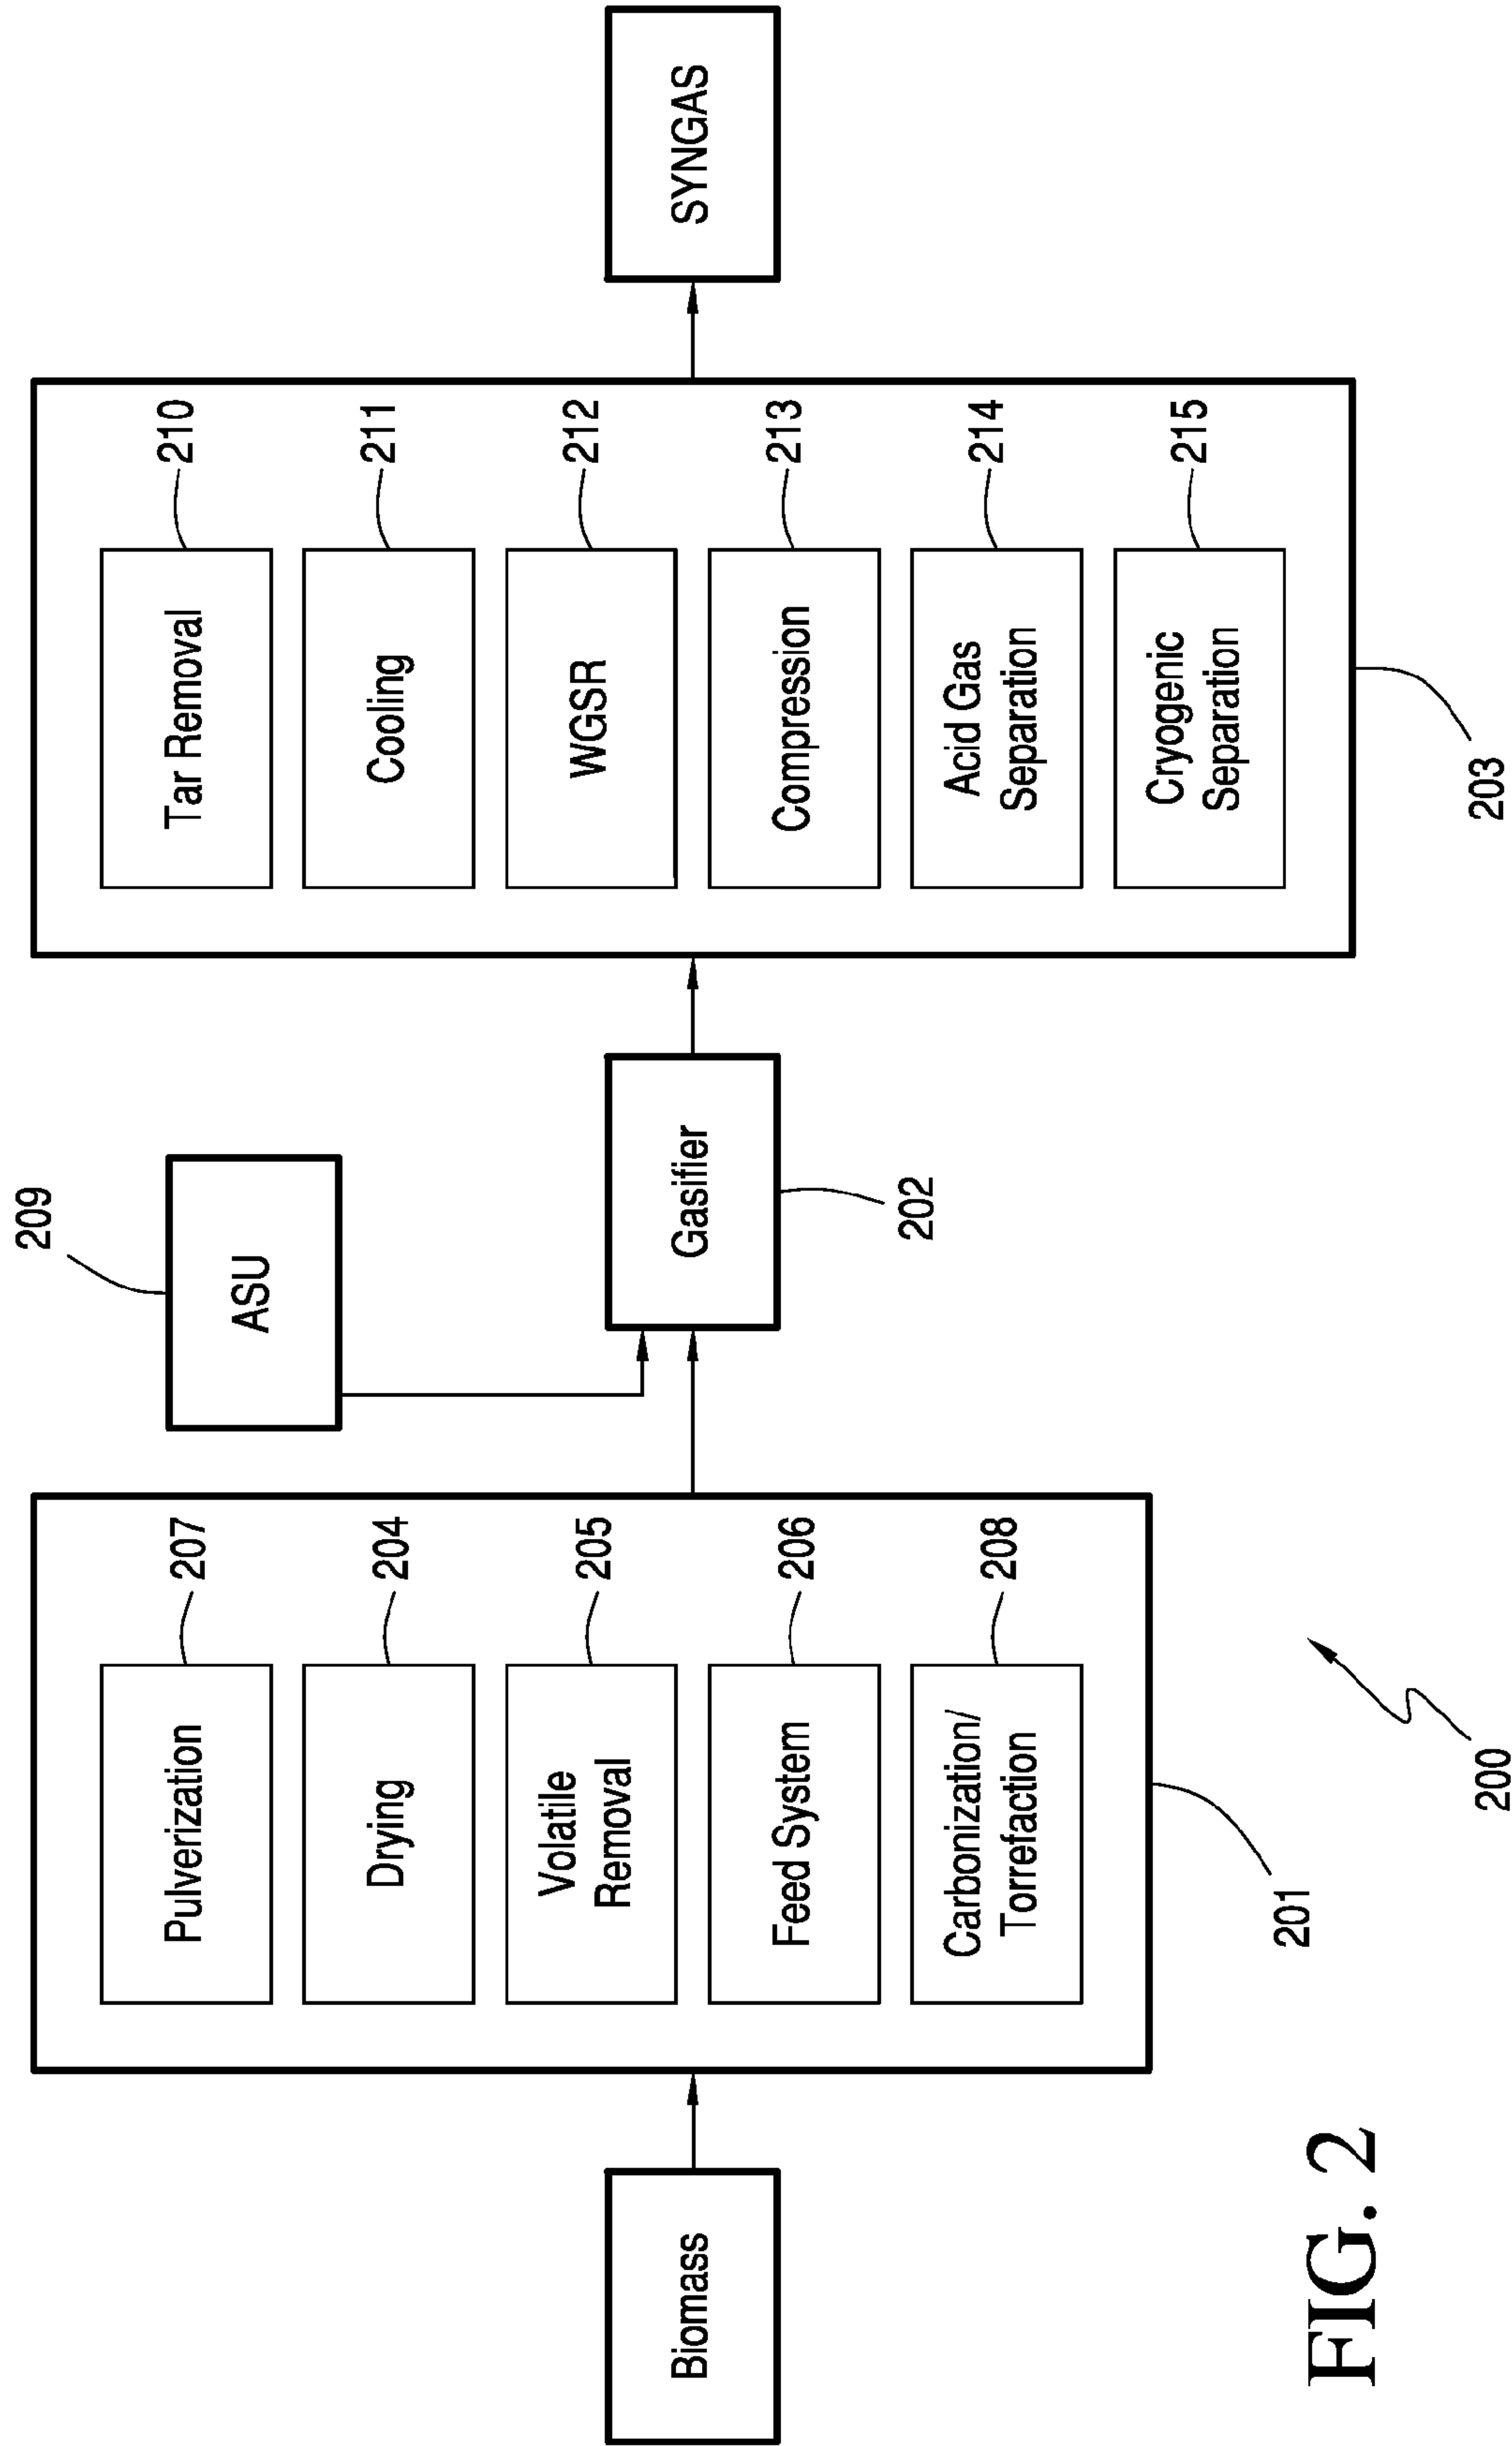 Biomass
Pulverization
207
Drying
204
Volatile
Removal
205
Feed System
206
Carbonization/
Torrefaction
208
201
200
ASU
209
Gasifier
202
Tar Removal
210
Cooling
211
WGSR
212
Compression
213
Acid Gas
Separation
214
Cryogenic
Separation
215
203
SYNGAS
FIG. 2